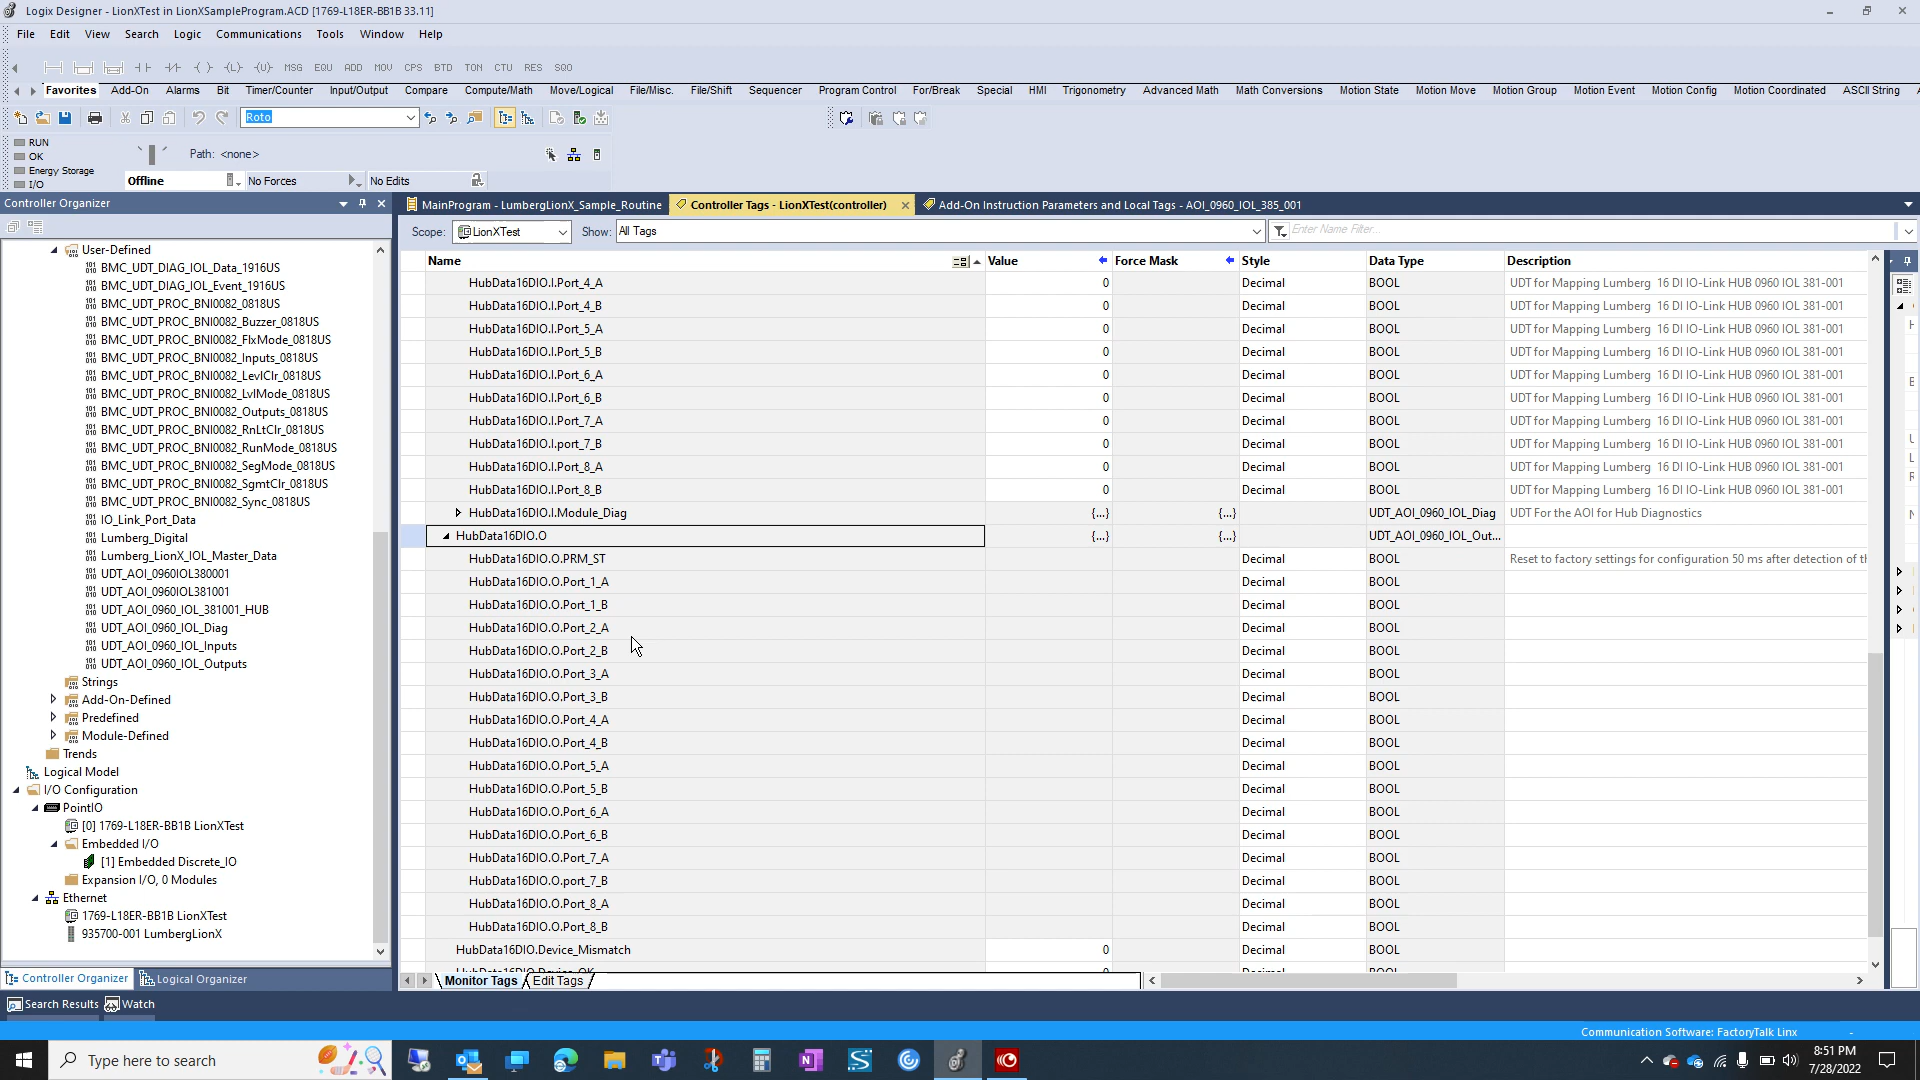 Logix Designer - LionXTest in LionXSampleProgram.ACD [1769-L18ER-BB1B 33.11]
File Edit View Search Logic Communications Tools Window Help
MSG EQU ADD MOV CPS BTD TON CTU RES SQO
Favorites Add-On Alarms Bit Timer/Counter Input/Output Compare Compute/Math Move/Logical File/Misc. File/Shift Sequencer Program Control For/Break Special HMI Trigonometry Advanced Math Math Conversions Motion State Motion Move Motion Group Motion Event Motion Config Motion Coordinated ASCII String
Roto
RUN
OK
Energy Storage
I/O
Path: <none>
Offline No Forces No Edits
Controller Organizer
User-Defined
BMC_UDT_DIAG_IOL_Data_1916US
BMC_UDT_DIAG_IOL_Event_1916US
BMC_UDT_PROC_BNI0082_0818US
BMC_UDT_PROC_BNI0082_Buzzer_0818US
BMC_UDT_PROC_BNI0082_FlxMode_0818US
BMC_UDT_PROC_BNI0082_Inputs_0818US
BMC_UDT_PROC_BNI0082_LevlClr_0818US
BMC_UDT_PROC_BNI0082_LvlMode_0818US
BMC_UDT_PROC_BNI0082_Outputs_0818US
BMC_UDT_PROC_BNI0082_RnLtClr_0818US
BMC_UDT_PROC_BNI0082_RunMode_0818US
BMC_UDT_PROC_BNI0082_SegMode_0818US
BMC_UDT_PROC_BNI0082_SgmtClr_0818US
BMC_UDT_PROC_BNI0082_Sync_0818US
IO_Link_Port_Data
Lumberg_Digital
Lumberg_LionX_IOL_Master_Data
UDT_AOI_0960IOL380001
UDT_AOI_0960IOL381001
UDT_AOI_0960_IOL_381001_HUB
UDT_AOI_0960_IOL_Diag
UDT_AOI_0960_IOL_Inputs
UDT_AOI_0960_IOL_Outputs
Strings
Add-On-Defined
Predefined
Module-Defined
Trends
Logical Model
I/O Configuration
PointIO
[0] 1769-L18ER-BB1B LionXTest
Embedded I/O
[1] Embedded Discrete_IO
Expansion I/O, 0 Modules
Ethernet
1769-L18ER-BB1B LionXTest
935700-001 LumbergLionX
Controller Organizer Logical Organizer
MainProgram - LumbergLionX_Sample_Routine Controller Tags - LionXTest(controller) Add-On Instruction Parameters and Local Tags - AOI_0960_IOL_385_001
Scope: LionXTest Show: All Tags Enter Name Filter...
Name Value Force Mask Style Data Type Description
HubData16DIO.I.Port_4_A 0 Decimal BOOL UDT for Mapping Lumberg 16 DI IO-Link HUB 0960 IOL 381-001
HubData16DIO.I.Port_4_B 0 Decimal BOOL UDT for Mapping Lumberg 16 DI IO-Link HUB 0960 IOL 381-001
HubData16DIO.I.Port_5_A 0 Decimal BOOL UDT for Mapping Lumberg 16 DI IO-Link HUB 0960 IOL 381-001
HubData16DIO.I.Port_5_B 0 Decimal BOOL UDT for Mapping Lumberg 16 DI IO-Link HUB 0960 IOL 381-001
HubData16DIO.I.Port_6_A 0 Decimal BOOL UDT for Mapping Lumberg 16 DI IO-Link HUB 0960 IOL 381-001
HubData16DIO.I.Port_6_B 0 Decimal BOOL UDT for Mapping Lumberg 16 DI IO-Link HUB 0960 IOL 381-001
HubData16DIO.I.Port_7_A 0 Decimal BOOL UDT for Mapping Lumberg 16 DI IO-Link HUB 0960 IOL 381-001
HubData16DIO.I.port_7_B 0 Decimal BOOL UDT for Mapping Lumberg 16 DI IO-Link HUB 0960 IOL 381-001
HubData16DIO.I.Port_8_A 0 Decimal BOOL UDT for Mapping Lumberg 16 DI IO-Link HUB 0960 IOL 381-001
HubData16DIO.I.Port_8_B 0 Decimal BOOL UDT for Mapping Lumberg 16 DI IO-Link HUB 0960 IOL 381-001
HubData16DIO.I.Module_Diag {...} {...} UDT_AOI_0960_IOL_Diag UDT For the AOI for Hub Diagnostics
HubData16DIO.O {...} {...} UDT_AOI_0960_IOL_Out...
HubData16DIO.O.PRM_ST Decimal BOOL Reset to factory settings for configuration 50 ms after detection of th
HubData16DIO.O.Port_1_A Decimal BOOL
HubData16DIO.O.Port_1_B Decimal BOOL
HubData16DIO.O.Port_2_A Decimal BOOL
HubData16DIO.O.Port_2_B Decimal BOOL
HubData16DIO.O.Port_3_A Decimal BOOL
HubData16DIO.O.Port_3_B Decimal BOOL
HubData16DIO.O.Port_4_A Decimal BOOL
HubData16DIO.O.Port_4_B Decimal BOOL
HubData16DIO.O.Port_5_A Decimal BOOL
HubData16DIO.O.Port_5_B Decimal BOOL
HubData16DIO.O.Port_6_A Decimal BOOL
HubData16DIO.O.Port_6_B Decimal BOOL
HubData16DIO.O.Port_7_A Decimal BOOL
HubData16DIO.O.port_7_B Decimal BOOL
HubData16DIO.O.Port_8_A Decimal BOOL
HubData16DIO.O.Port_8_B Decimal BOOL
HubData16DIO.Device_Mismatch 0 Decimal BOOL
HubData16DIO.Device_OK 0 Decimal BOOL
Monitor Tags Edit Tags
Search Results Watch
Communication Software: FactoryTalk Linx -
Type here to search
8:51 PM
7/28/2022